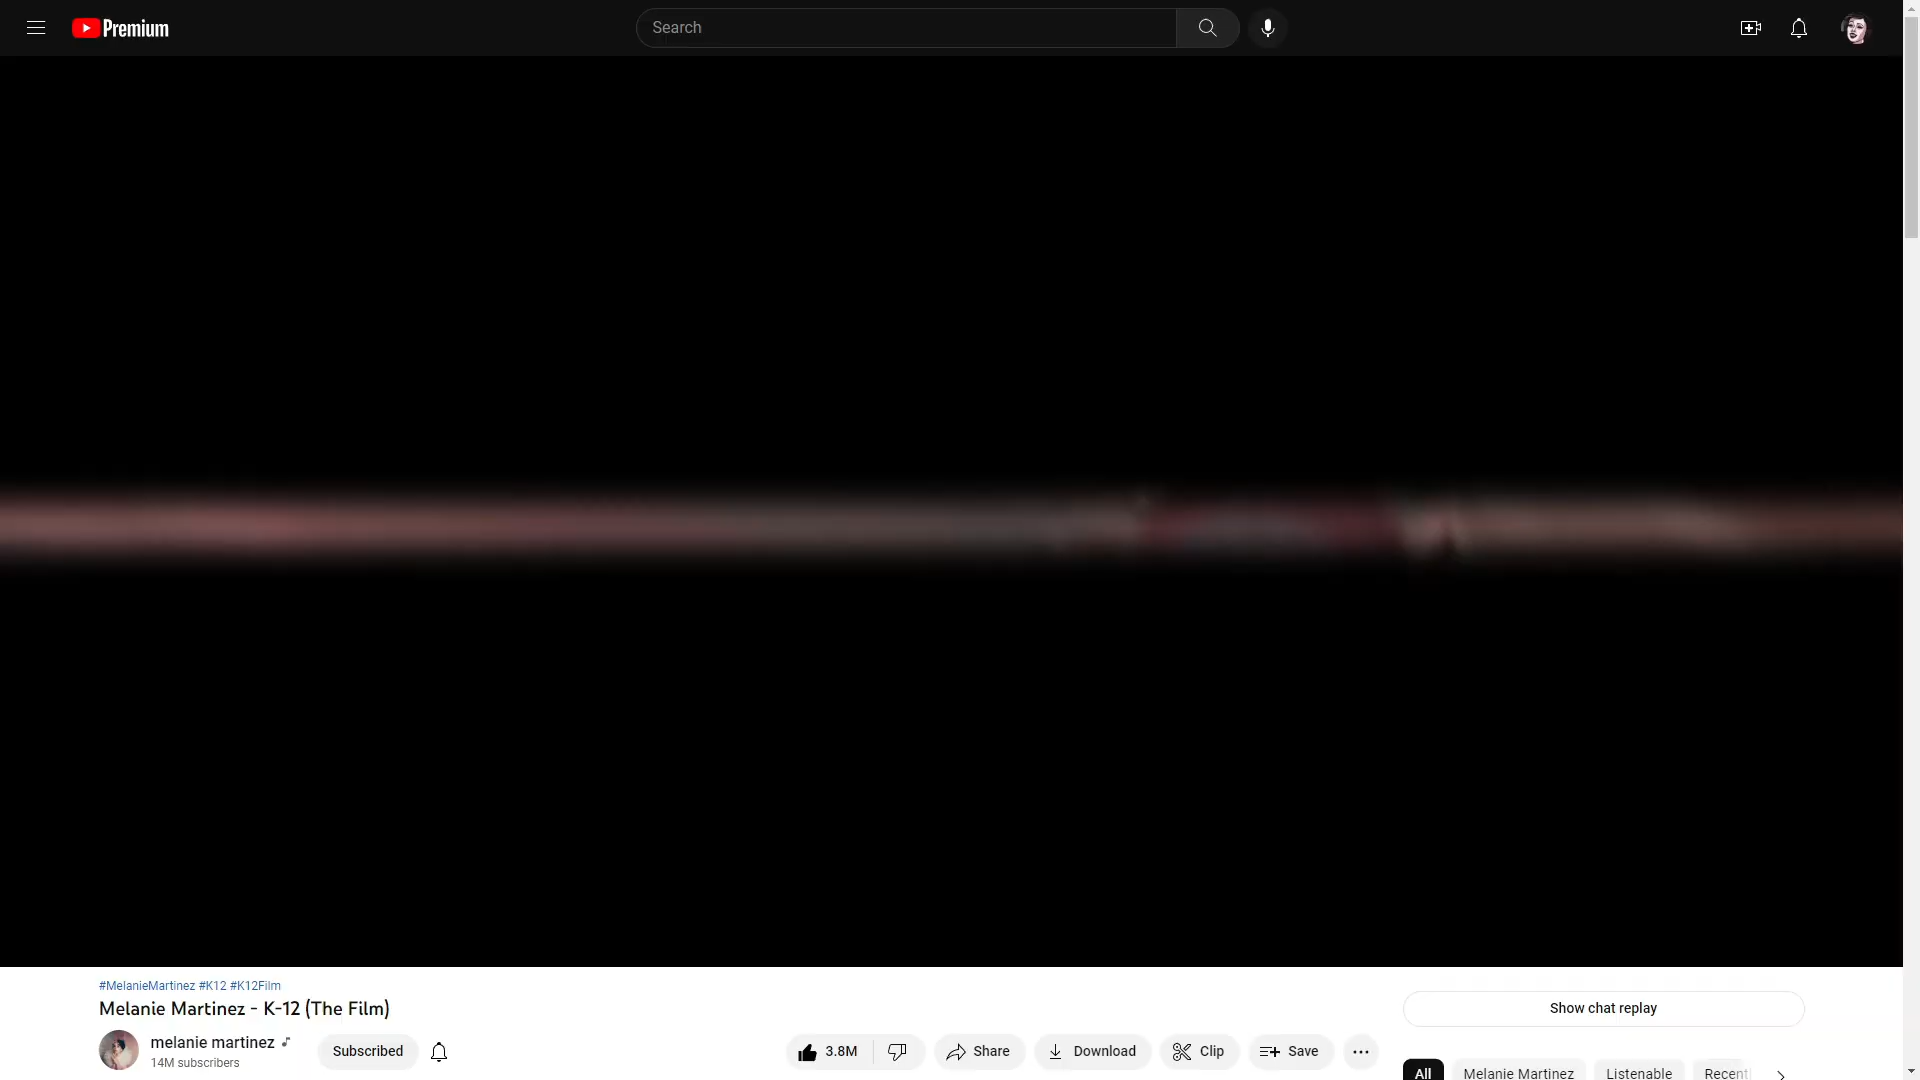 Premium
Search
#MelanieMartinez #K12 #K12Film
Melanie Martinez - K-12 (The Film)
Show chat replay
melanie martinez
14M subscribers
Subscribed
3.8M
Share
Download
Clip
Save
All
Melanie Martinez
Listenable